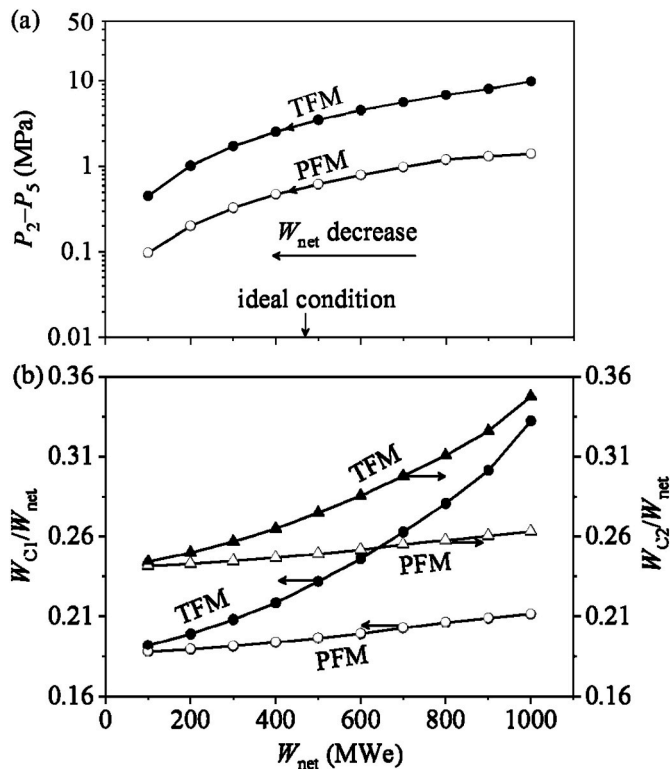 (a)
50
10
1
0.1
0.01
P₂–P₅ (MPa)
TFM
PFM
Wnet decrease
ideal condition
(b)
0.36
0.31
0.26
0.21
0.16
WC1/Wnet
0.36
0.31
0.26
0.21
0.16
WC2/Wnet
TFM
PFM
TFM
PFM
0 200 400 600 800 1000
Wnet (MWe)